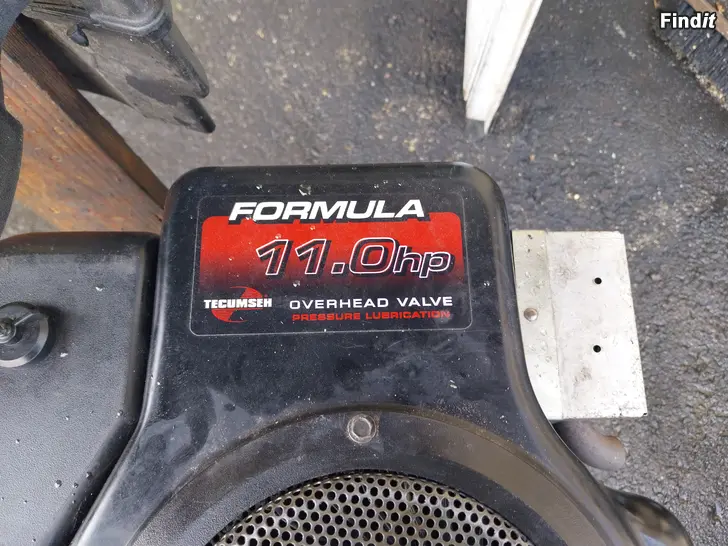 Findit
FORMULA
11.0hp
TECUMSEH OVERHEAD VALVE
PRESSURE LUBRICATION